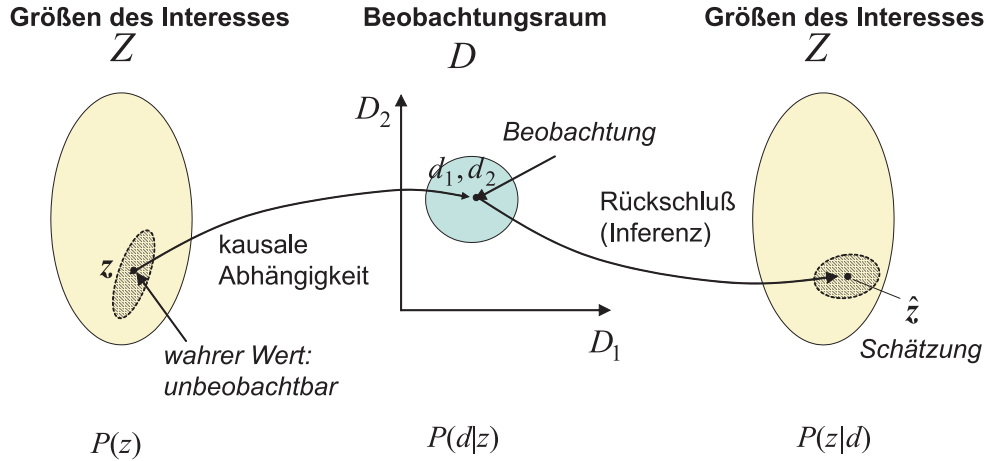 Größen des Interesses
Z
Beobachtungsraum
D
Größen des Interesses
Z
D₂
Beobachtung
d₁, d₂
Rückschluß
(Inferenz)
kausale
Abhängigkeit
z
ẑ
D₁
Schätzung
wahrer Wert:
unbeobachtbar
P(z)
P(d|z)
P(z|d)